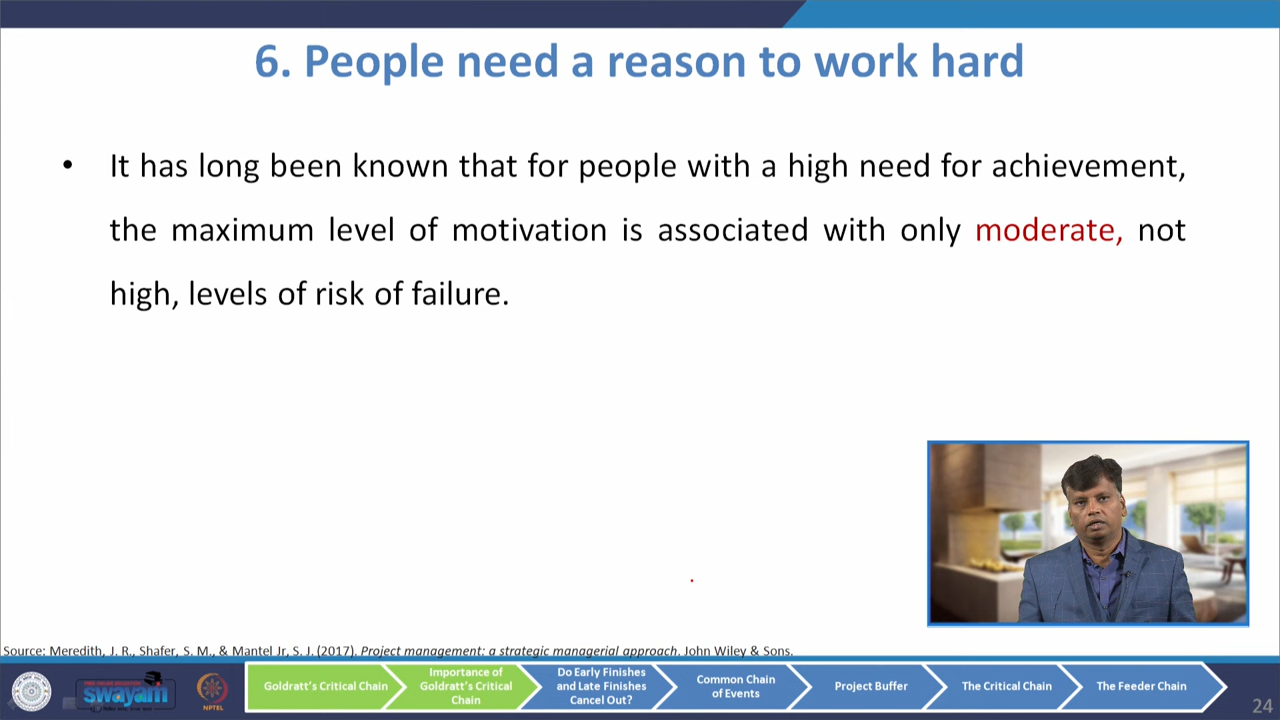 6. People need a reason to work hard
• It has long been known that for people with a high need for achievement,
the maximum level of motivation is associated with only moderate, not
high, levels of risk of failure.
Source: Meredith, J. R., Shafer, S. M., & Mantel Jr, S. J. (2017). Project management: a strategic managerial approach. John Wiley & Sons.
swayam
NPTEL
Goldratt's Critical Chain
Importance of
Goldratt's Critical
Chain
Do Early Finishes
and Late Finishes
Cancel Out?
Common Chain
of Events
Project Buffer
The Critical Chain
The Feeder Chain
24